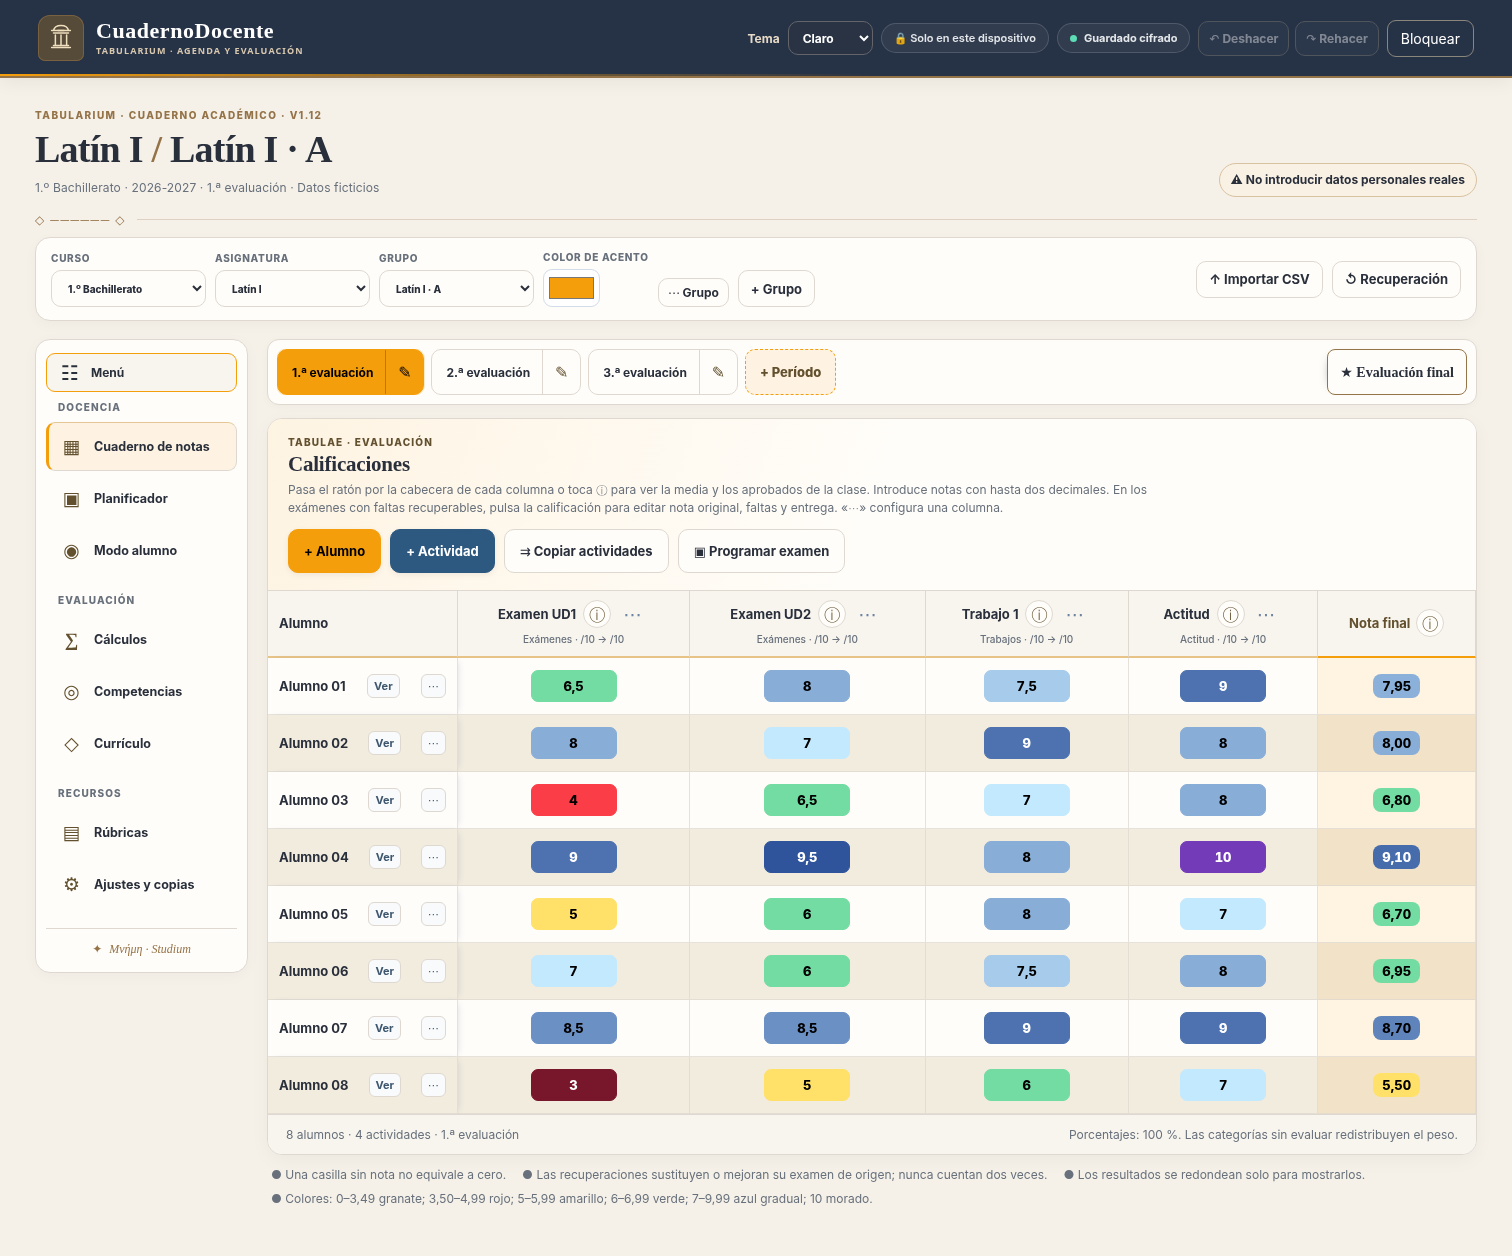 CuadernoDocente
TABULARIUM · AGENDA Y EVALUACIÓN
Tema
Claro
🔒 Solo en este dispositivo
Guardado cifrado
↶ Deshacer
↷ Rehacer
Bloquear
TABULARIUM · CUADERNO ACADÉMICO · V1.12
Latín I / Latín I · A
1.º Bachillerato · 2026-2027 · 1.ª evaluación · Datos ficticios
⚠ No introducir datos personales reales
CURSO
ASIGNATURA
GRUPO
COLOR DE ACENTO
1.º Bachillerato
Latín I
Latín I · A
··· Grupo
+ Grupo
↑ Importar CSV
↺ Recuperación
Menú
DOCENCIA
Cuaderno de notas
Planificador
Modo alumno
EVALUACIÓN
Cálculos
Competencias
Currículo
RECURSOS
Rúbricas
Ajustes y copias
✦ Μνήμη · Studium
1.ª evaluación ✎
2.ª evaluación ✎
3.ª evaluación ✎
+ Período
★ Evaluación final
TABULAE · EVALUACIÓN
Calificaciones
Pasa el ratón por la cabecera de cada columna o toca ⓘ para ver la media y los aprobados de la clase. Introduce notas con hasta dos decimales. En los
exámenes con faltas recuperables, pulsa la calificación para editar nota original, faltas y entrega. «···» configura una columna.
+ Alumno
+ Actividad
⇉ Copiar actividades
▣ Programar examen
Alumno
Examen UD1 ⓘ ···
Exámenes · /10 → /10
Examen UD2 ⓘ ···
Exámenes · /10 → /10
Trabajo 1 ⓘ ···
Trabajos · /10 → /10
Actitud ⓘ ···
Actitud · /10 → /10
Nota final ⓘ
Alumno 01 Ver ··· 6,5 8 7,5 9 7,95
Alumno 02 Ver ··· 8 7 9 8 8,00
Alumno 03 Ver ··· 4 6,5 7 8 6,80
Alumno 04 Ver ··· 9 9,5 8 10 9,10
Alumno 05 Ver ··· 5 6 8 7 6,70
Alumno 06 Ver ··· 7 6 7,5 8 6,95
Alumno 07 Ver ··· 8,5 8,5 9 9 8,70
Alumno 08 Ver ··· 3 5 6 7 5,50
8 alumnos · 4 actividades · 1.ª evaluación
Porcentajes: 100 %. Las categorías sin evaluar redistribuyen el peso.
● Una casilla sin nota no equivale a cero.
● Las recuperaciones sustituyen o mejoran su examen de origen; nunca cuentan dos veces.
● Los resultados se redondean solo para mostrarlos.
● Colores: 0–3,49 granate; 3,50–4,99 rojo; 5–5,99 amarillo; 6–6,99 verde; 7–9,99 azul gradual; 10 morado.